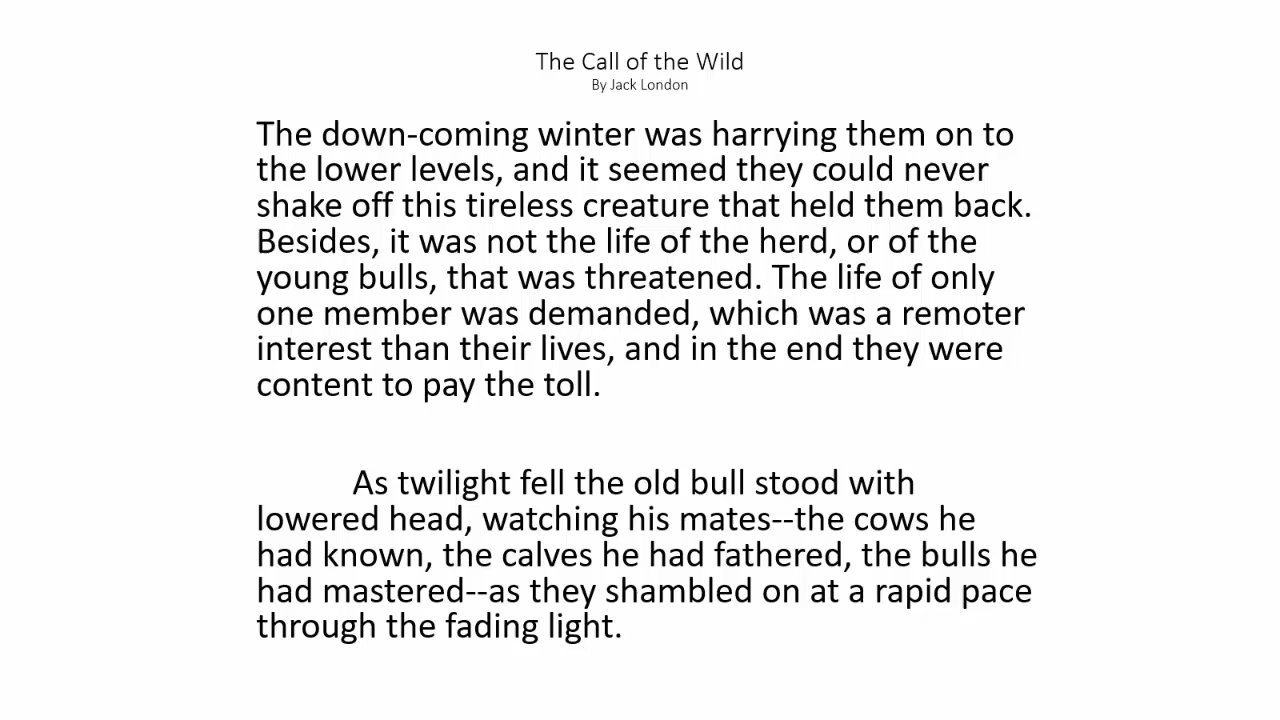 The Call of the Wild
By Jack London
The down-coming winter was harrying them on to
the lower levels, and it seemed they could never
shake off this tireless creature that held them back.
Besides, it was not the life of the herd, or of the
young bulls, that was threatened. The life of only
one member was demanded, which was a remoter
interest than their lives, and in the end they were
content to pay the toll.
As twilight fell the old bull stood with
lowered head, watching his mates--the cows he
had known, the calves he had fathered, the bulls he
had mastered--as they shambled on at a rapid pace
through the fading light.